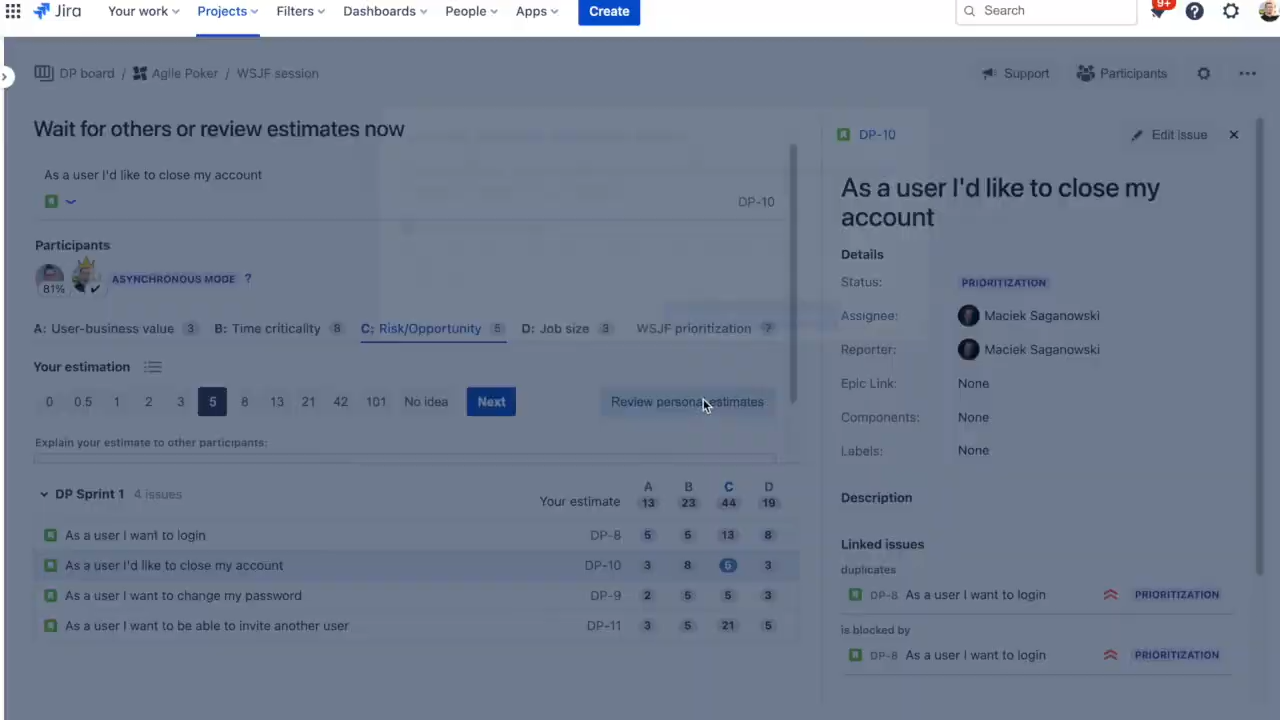 Jira Your work Projects Filters Dashboards People Apps Create Search 9+
DP board / Agile Poker / WSJF session Support Participants
Wait for others or review estimates now
As a user I'd like to close my account
DP-10
Participants
81% ASYNCHRONOUS MODE ?
A: User-business value 3 B: Time criticality 8 C: Risk/Opportunity 5 D: Job size 3 WSJF prioritization ?
Your estimation
0 0.5 1 2 3 5 8 13 21 42 101 No idea Next Review personal estimates
Explain your estimate to other participants:
DP Sprint 1 4 issues Your estimate
A B C D
13 23 44 19
As a user I want to login DP-8 5 5 13 8
As a user I'd like to close my account DP-10 3 8 5 3
As a user I want to change my password DP-9 2 5 5 3
As a user I want to be able to invite another user DP-11 3 5 21 5
DP-10 Edit issue
As a user I'd like to close my
account
Details
Status: PRIORITIZATION
Assignee: Maciek Saganowski
Reporter: Maciek Saganowski
Epic Link: None
Components: None
Labels: None
Description
Linked issues
duplicates
DP-8 As a user I want to login PRIORITIZATION
is blocked by
DP-8 As a user I want to login PRIORITIZATION